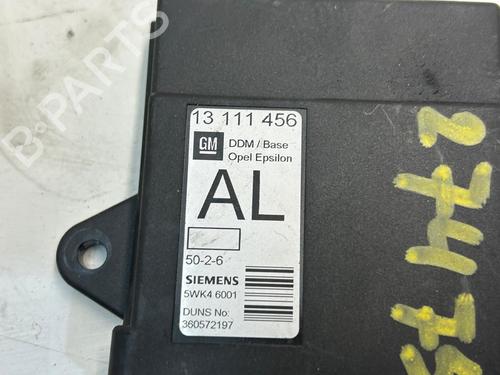 13 111 456
GM
DDM / Base
Opel Epsilon
AL
50-2-6
SIEMENS
5WK4 6001
DUNS No:
360572197
B-PARTS